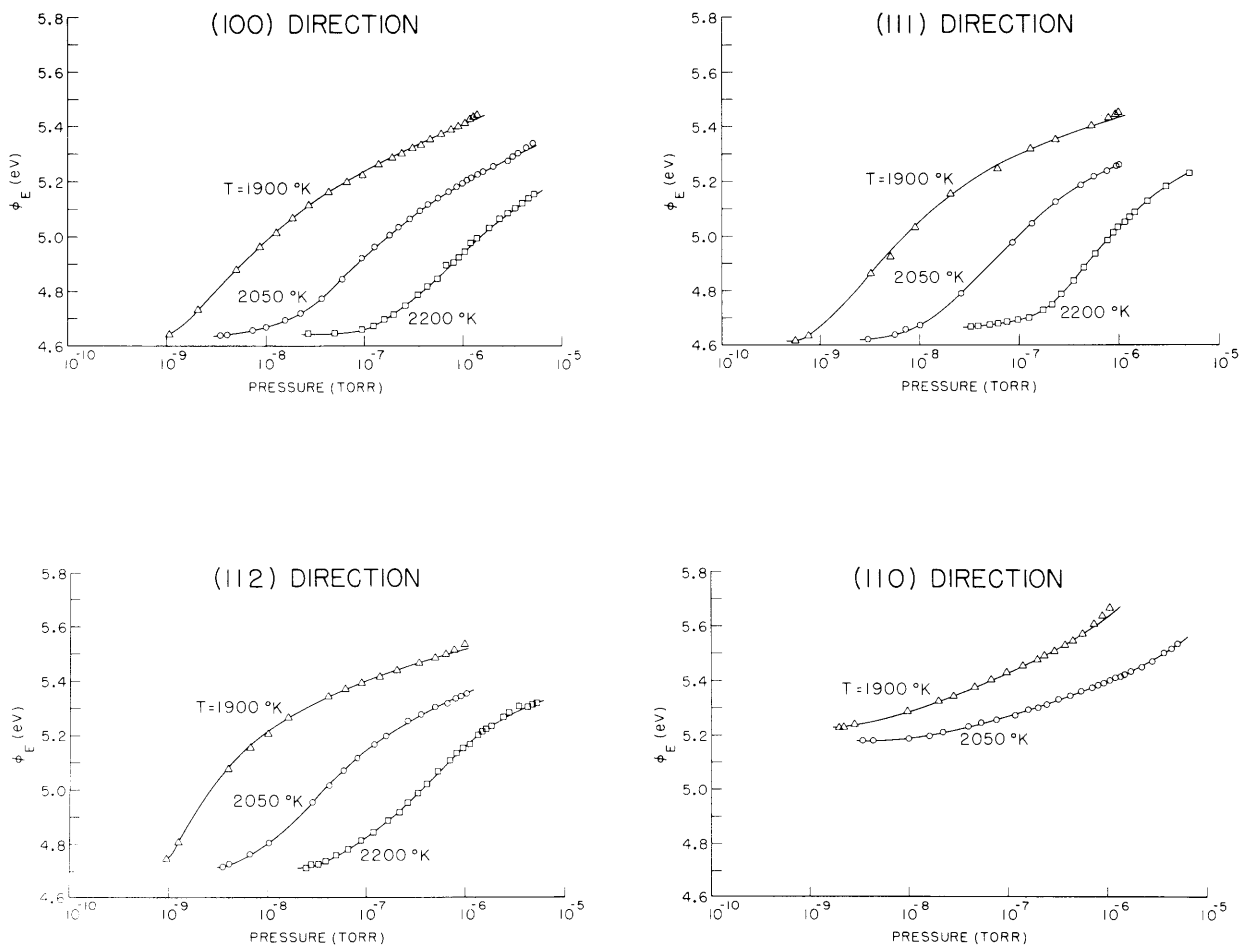 (100) DIRECTION
5.8
5.6
5.4
5.2
5.0
4.8
4.6
ϕE (eV)
T=1900 °K
2050 °K
2200 °K
10-10 10-9 10-8 10-7 10-6 10-5
PRESSURE (TORR)
(111) DIRECTION
5.8
5.6
5.4
5.2
5.0
4.8
4.6
ϕE (eV)
T=1900 °K
2050 °K
2200 °K
10-10 10-9 10-8 10-7 10-6 10-5
PRESSURE (TORR)
(112) DIRECTION
5.8
5.6
5.4
5.2
5.0
4.8
4.6
ϕE (eV)
T=1900 °K
2050 °K
2200 °K
10-10 10-9 10-8 10-7 10-6 10-5
PRESSURE (TORR)
(110) DIRECTION
5.8
5.6
5.4
5.2
5.0
4.8
4.6
ϕE (eV)
T=1900 °K
2050 °K
10-10 10-9 10-8 10-7 10-6 10-5
PRESSURE (TORR)